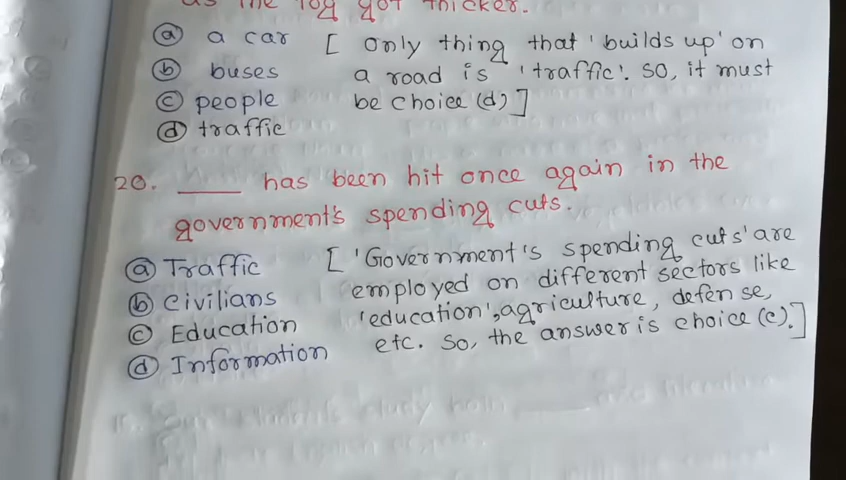 as the fog got thicker.
ⓐ a car [ only thing that 'builds up' on
ⓑ buses a road is 'traffic'. so, it must
ⓒ people be choice (d) ]
ⓓ traffic
20. ____ has been hit once again in the
government's spending cuts.
ⓐ Traffic [ 'Government's spending cuts' are
ⓑ civilians employed on different sectors like
ⓒ Education 'education', agriculture, defense,
ⓓ Information etc. so, the answer is choice (c).]